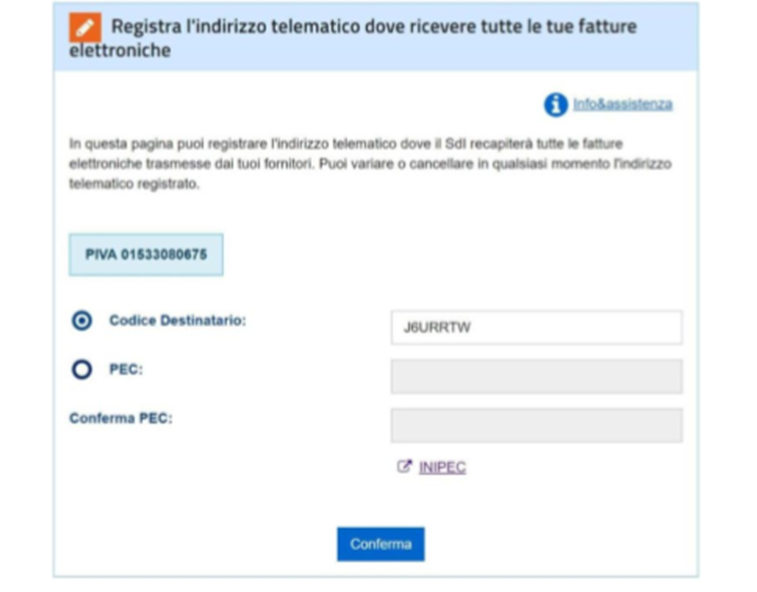 Registra l'indirizzo telematico dove ricevere tutte le tue fatture
elettroniche
Info&assistenza
In questa pagina puoi registrare l'indirizzo telematico dove il SdI recapiterà tutte le fatture
elettroniche trasmesse dai tuoi fornitori. Puoi variare o cancellare in qualsiasi momento l'indirizzo
telematico registrato.
PIVA 01533080675
Codice Destinatario: J6URRTW
PEC:
Conferma PEC:
INIPEC
Conferma